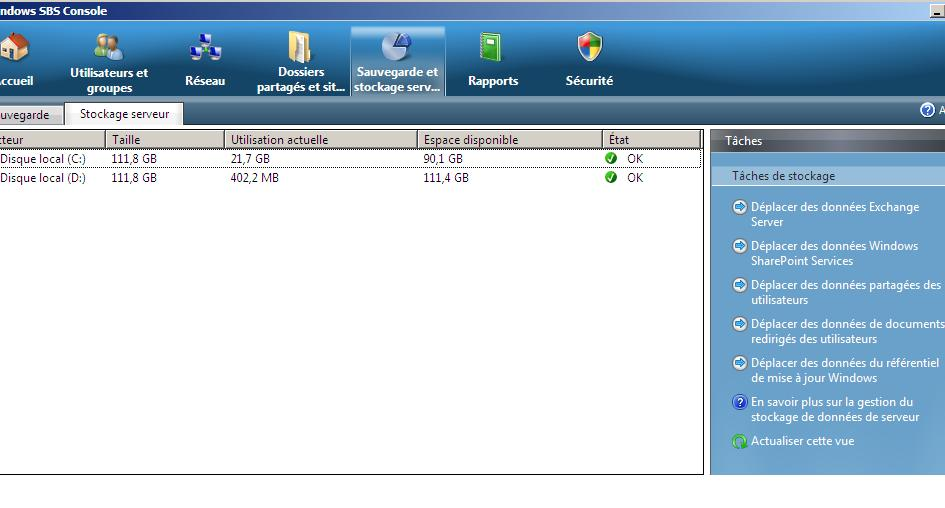 ndows SBS Console
ccueil
Utilisateurs et
groupes
Réseau
Dossiers
partagés et sit...
Sauvegarde et
stockage serv...
Rapports
Sécurité
uvegarde
Stockage serveur
A
cteur Taille Utilisation actuelle Espace disponible État
Disque local (C:) 111,8 GB 21,7 GB 90,1 GB OK
Disque local (D:) 111,8 GB 402,2 MB 111,4 GB OK
Tâches
Tâches de stockage
Déplacer des données Exchange
Server
Déplacer des données Windows
SharePoint Services
Déplacer des données partagées des
utilisateurs
Déplacer des données de documents
redirigés des utilisateurs
Déplacer des données du référentiel
de mise à jour Windows
En savoir plus sur la gestion du
stockage de données de serveur
Actualiser cette vue